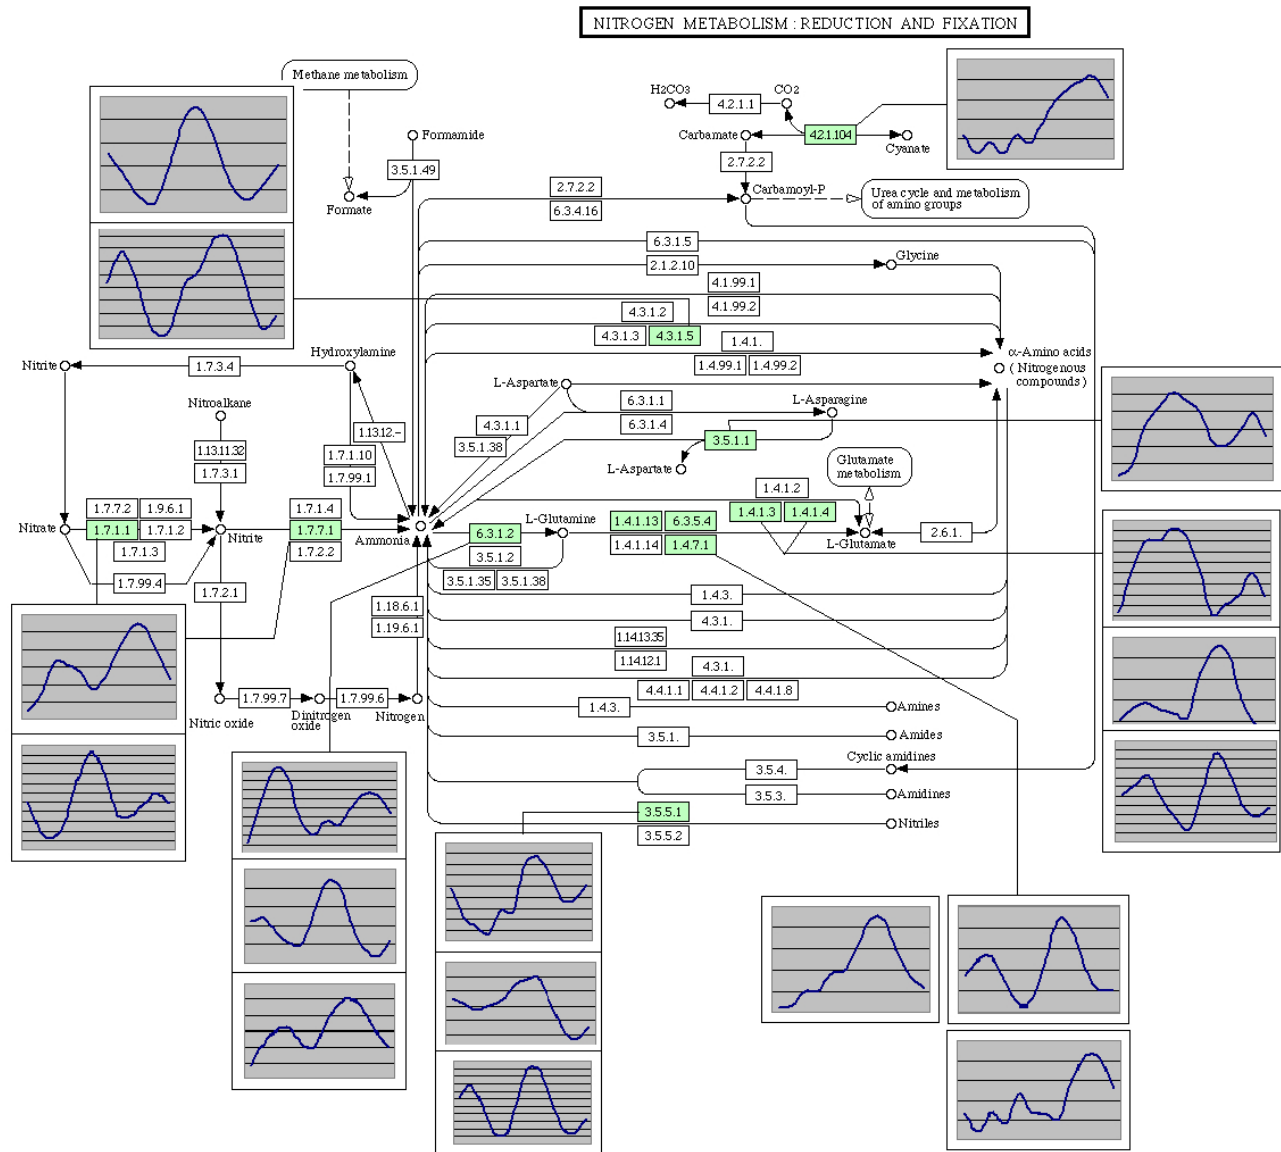 NITROGEN METABOLISM : REDUCTION AND FIXATION
Methane metabolism
H2CO3
4.2.1.1
CO2
Formamide
Carbamate
4.2.1.104
Cyanate
3.5.1.49
2.7.2.2
Formate
2.7.2.2
6.3.4.16
Carbamoyl-P
Urea cycle and metabolism
of amino groups
6.3.1.5
2.1.2.10
Glycine
4.1.99.1
4.1.99.2
4.3.1.2
4.3.1.3
4.3.1.5
Nitrite
1.7.3.4
Hydroxylamine
1.4.1.
1.4.99.1
1.4.99.2
α-Amino acids
( Nitrogenous
compounds )
Nitroalkane
L-Aspartate
6.3.1.1
6.3.1.4
L-Asparagine
1.13.12.-
4.3.1.1
3.5.1.38
3.5.1.1
1.13.11.32
1.7.3.1
1.7.1.10
1.7.99.1
L-Aspartate
Glutamate
metabolism
1.4.1.2
1.7.7.2
1.9.6.1
1.7.1.4
1.4.1.3
1.4.1.4
Nitrate
1.7.1.1
1.7.1.2
Nitrite
1.7.7.1
Ammonia
6.3.1.2
L-Glutamine
1.4.1.13
6.3.5.4
L-Glutamate
2.6.1.
1.7.1.3
1.7.2.2
3.5.1.2
1.4.1.14
1.4.7.1
1.7.99.4
1.7.2.1
3.5.1.35
3.5.1.38
1.18.6.1
1.19.6.1
1.4.3.
4.3.1.
1.14.13.35
1.14.12.1
4.3.1.
4.4.1.1
4.4.1.2
4.4.1.8
Nitric oxide
1.7.99.7
Dinitrogen
oxide
1.7.99.6
Nitrogen
1.4.3.
Amines
3.5.1.
Amides
Cyclic amidines
3.5.4.
3.5.3.
Amidines
3.5.5.1
3.5.5.2
Nitriles